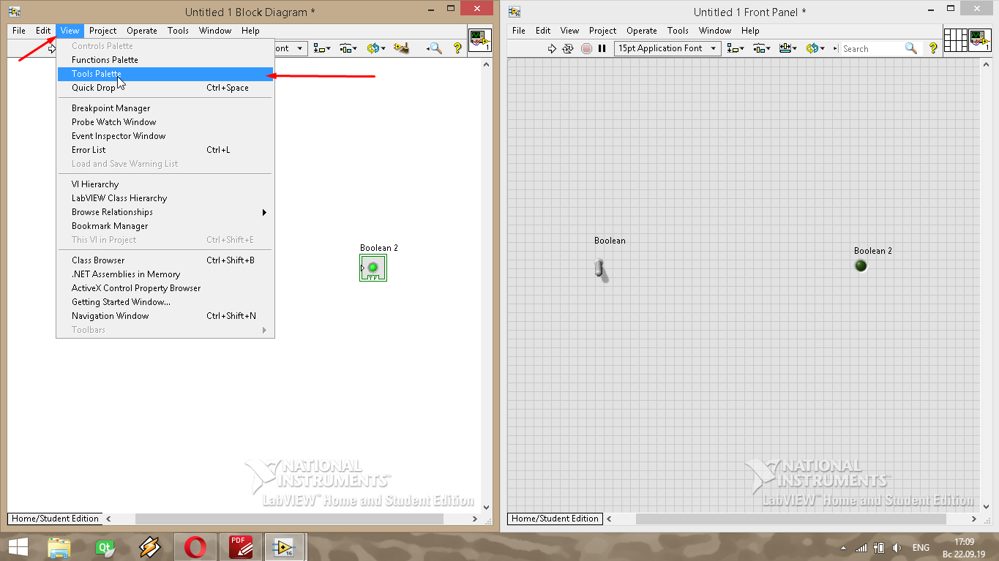 Untitled 1 Block Diagram *
File Edit View Project Operate Tools Window Help
ont
1
Controls Palette
Functions Palette
Tools Palette
Quick Drop Ctrl+Space
Breakpoint Manager
Probe Watch Window
Event Inspector Window
Error List Ctrl+L
Load and Save Warning List
VI Hierarchy
LabVIEW Class Hierarchy
Browse Relationships
Bookmark Manager
This VI in Project Ctrl+Shift+E
Class Browser Ctrl+Shift+B
.NET Assemblies in Memory
ActiveX Control Property Browser
Getting Started Window...
Navigation Window Ctrl+Shift+N
Toolbars
Boolean 2
TF
NATIONAL
INSTRUMENTS™
LabVIEW™ Home and Student Edition
Home/Student Edition
Untitled 1 Front Panel *
File Edit View Project Operate Tools Window Help
15pt Application Font
Search
1
Boolean
Boolean 2
NATIONAL
INSTRUMENTS™
LabVIEW™ Home and Student Edition
Home/Student Edition
Qt
PDF
16
ENG
17:09
Вс 22.09.19